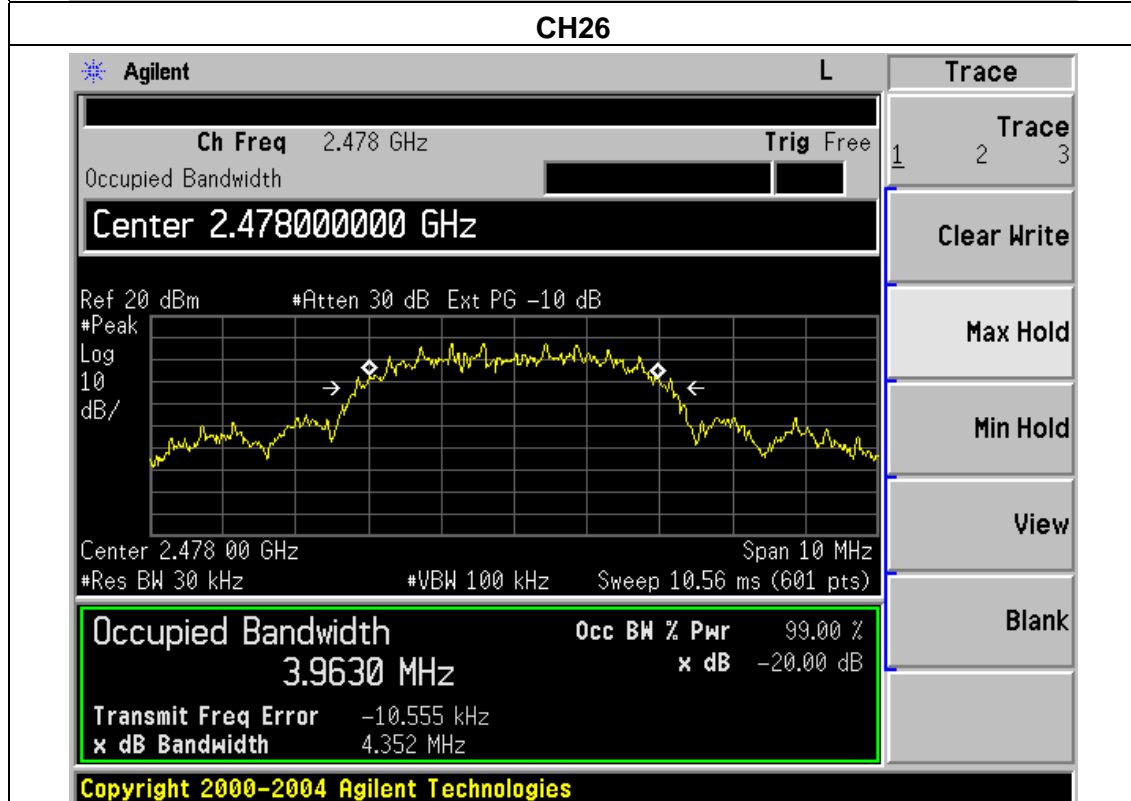 CH26
Agilent L Trace
Ch Freq 2.478 GHz Trig Free
Occupied Bandwidth
Center 2.478000000 GHz
Ref 20 dBm #Atten 30 dB Ext PG -10 dB
#Peak
Log
10
dB/
Center 2.478 00 GHz Span 10 MHz
#Res BW 30 kHz #VBW 100 kHz Sweep 10.56 ms (601 pts)
Occupied Bandwidth Occ BW % Pwr 99.00 %
3.9630 MHz x dB -20.00 dB
Transmit Freq Error -10.555 kHz
x dB Bandwidth 4.352 MHz
Copyright 2000-2004 Agilent Technologies
Trace
1 2 3
Clear Write
Max Hold
Min Hold
View
Blank